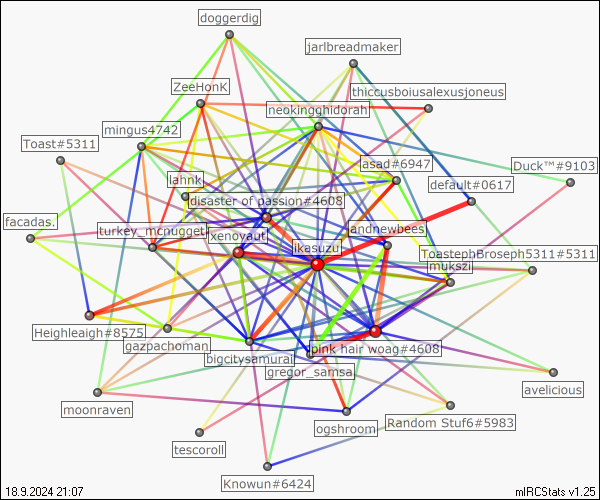 doggerdig
jarlbreadmaker
ZeeHonK
thiccusboiusalexusjoneus
neokingghidorah
mingus4742
Toast#5311
asad#6947
Duck™#9103
lahnk
default#0617
disaster of passion#4608
facadas.
turkey_mcnugget
xenoyaut
andnewbees
ikasuzu
ToastephBroseph5311#5311
mukszi
Heighleaigh#8575
gazpachoman
bigcitysamurai
pink hair woag#4608
gregor_samsa
avelicious
moonraven
ogshroom
Random Stuf6#5983
tescoroll
Knowun#6424
18.9.2024 21:07
mIRCStats v1.25